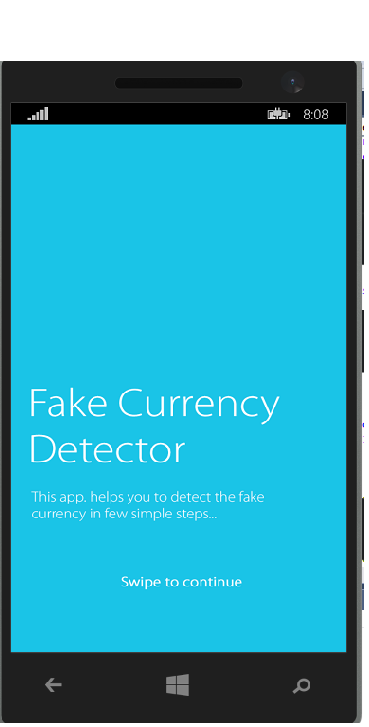 8:08
Fake Currency
Detector
This app. helps you to detect the fake
currency in few simple steps...
Swipe to continue